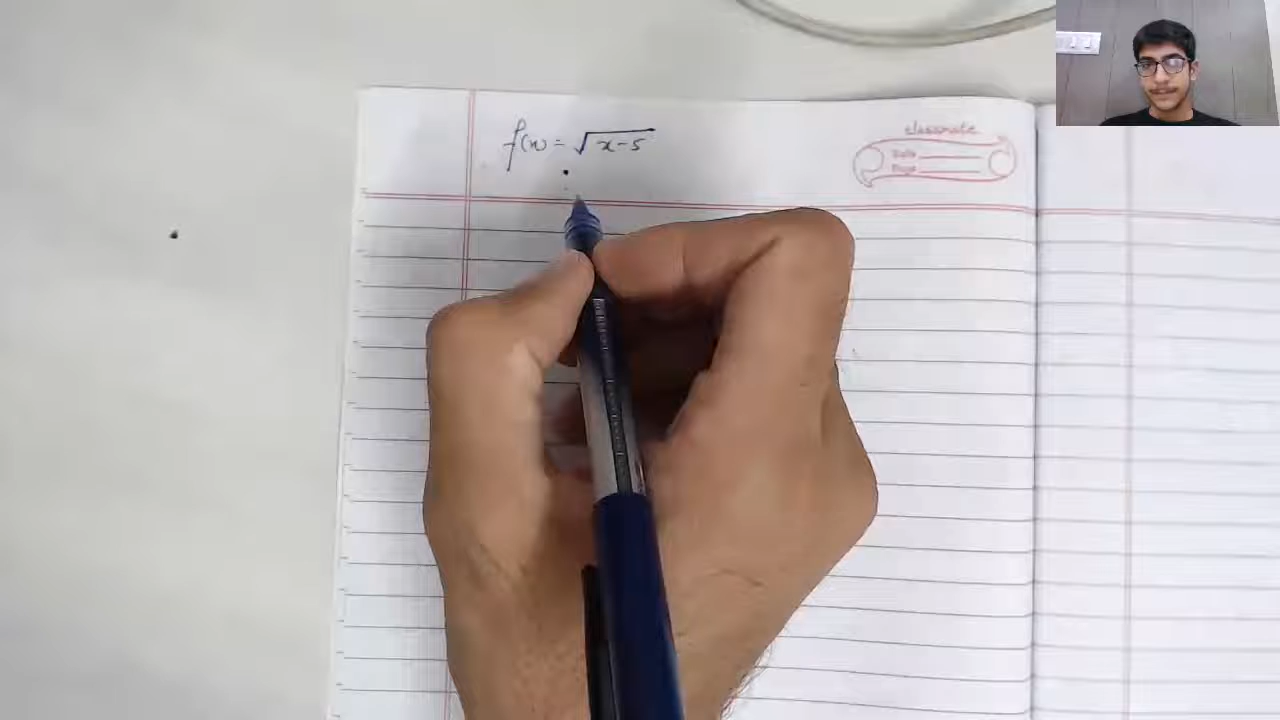 f(x) = √x-5
classmate
Date
Page